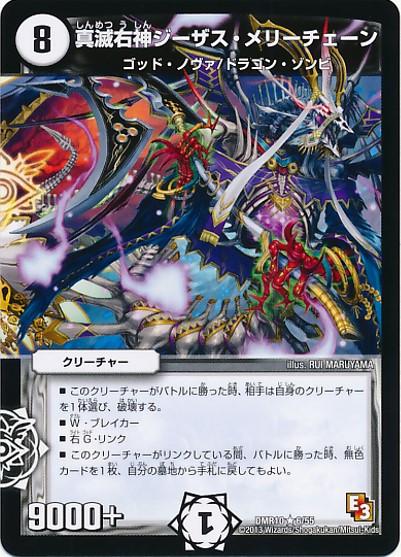 8
しんめつ う しん
真滅右神ジーザス・メリーチェーン
ゴッド・ノヴァ/ドラゴン・ゾンビ
クリーチャー
illus. RUI MARUYAMA
■ このクリーチャーがバトルに勝った時、相手は自身のクリーチャー
を1体選び、破壊する。
■ W・ブレイカー
■ 右G・リンク
■ このクリーチャーがリンクしている間、バトルに勝った時、無色
カードを1枚、自分の墓地から手札に戻してもよい。
9000+
1
E3
DMR10 ★ 6/55
©2013 Wizards/Shogakukan/Mitsui-Kids